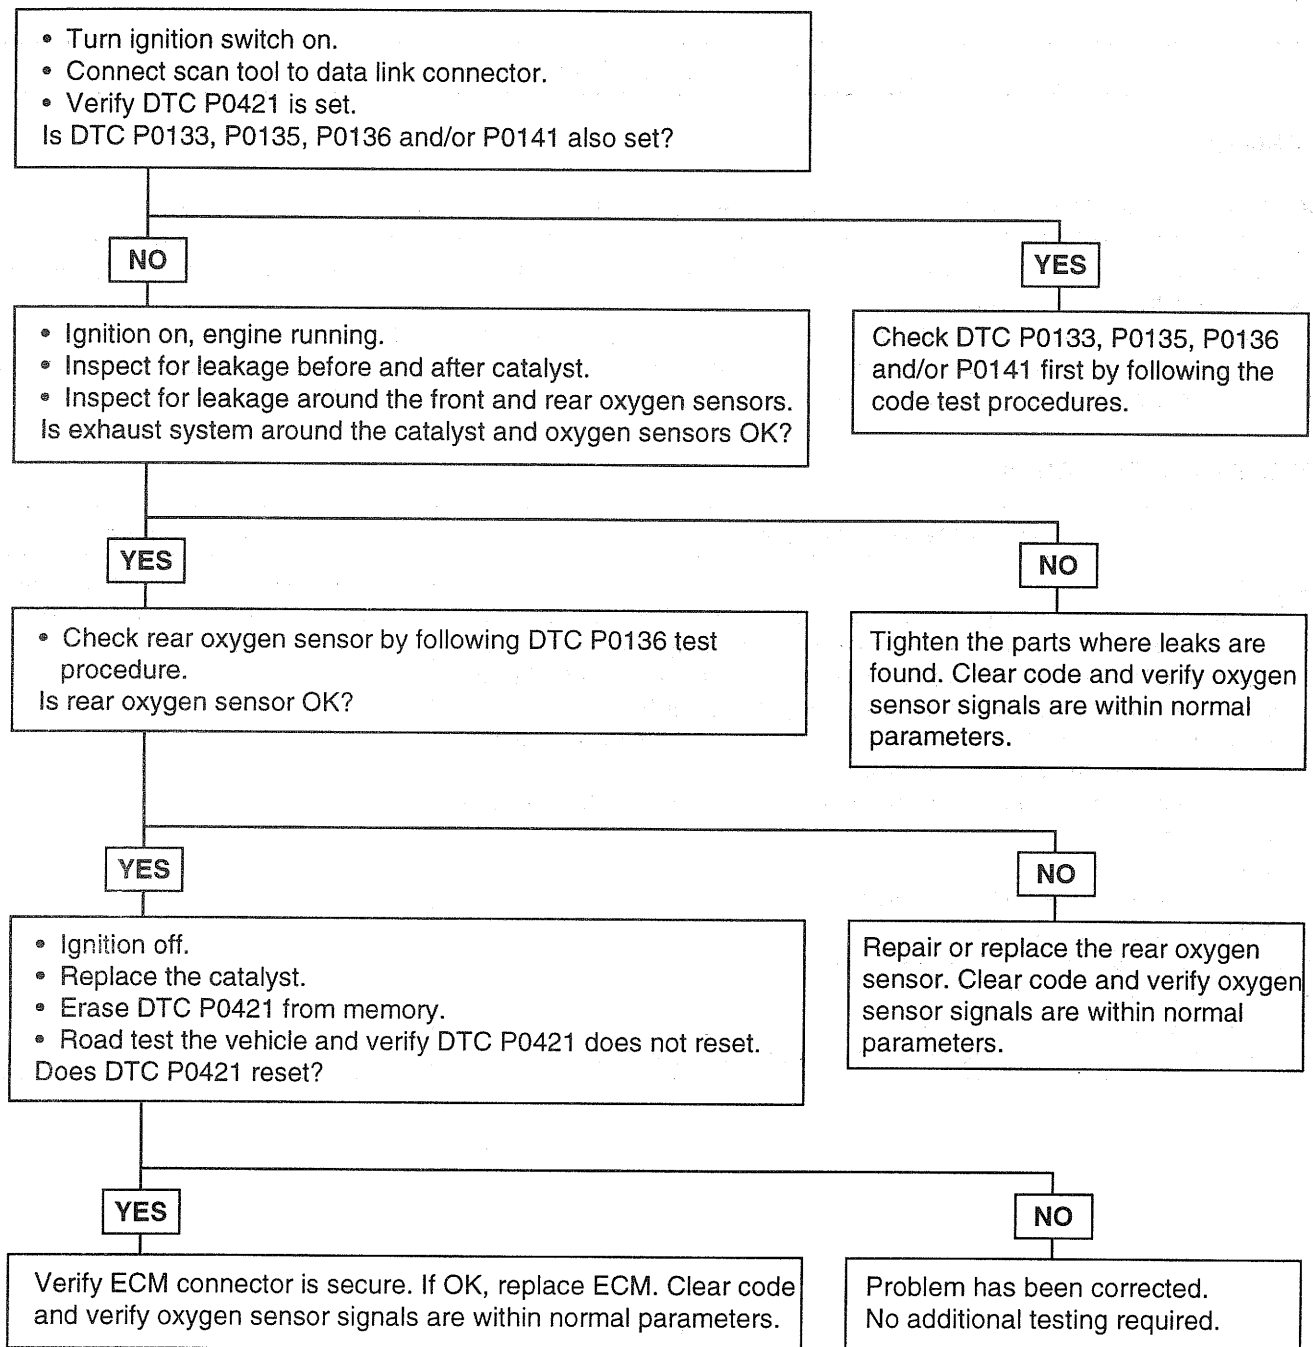 • Turn ignition switch on.
• Connect scan tool to data link connector.
• Verify DTC P0421 is set.
Is DTC P0133, P0135, P0136 and/or P0141 also set?
NO
YES
• Ignition on, engine running.
• Inspect for leakage before and after catalyst.
• Inspect for leakage around the front and rear oxygen sensors.
Is exhaust system around the catalyst and oxygen sensors OK?
Check DTC P0133, P0135, P0136
and/or P0141 first by following the
code test procedures.
YES
NO
• Check rear oxygen sensor by following DTC P0136 test
procedure.
Is rear oxygen sensor OK?
Tighten the parts where leaks are
found. Clear code and verify oxygen
sensor signals are within normal
parameters.
YES
NO
• Ignition off.
• Replace the catalyst.
• Erase DTC P0421 from memory.
• Road test the vehicle and verify DTC P0421 does not reset.
Does DTC P0421 reset?
Repair or replace the rear oxygen
sensor. Clear code and verify oxygen
sensor signals are within normal
parameters.
YES
NO
Verify ECM connector is secure. If OK, replace ECM. Clear code
and verify oxygen sensor signals are within normal parameters.
Problem has been corrected.
No additional testing required.